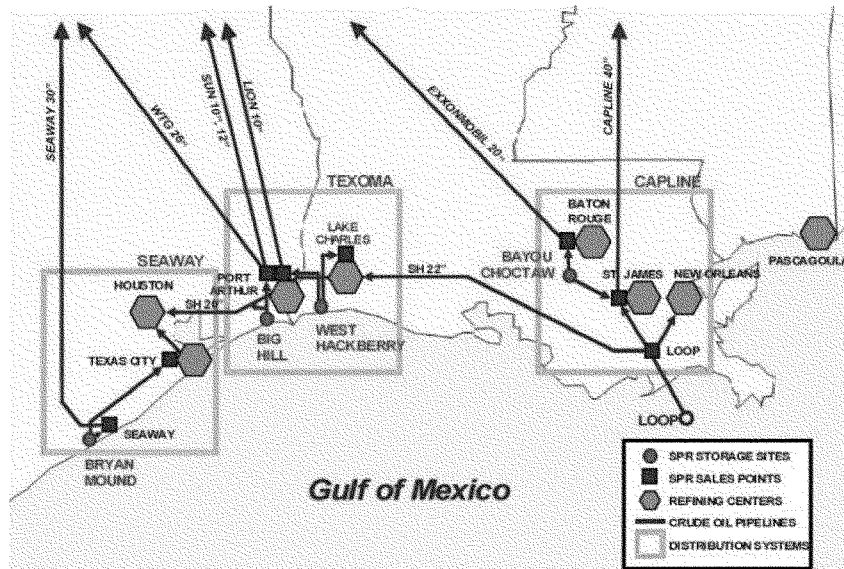 SEAWAY 30"
WTG 26"
SUN 10", 12"
LION 10"
EXXONMOBIL 20"
CAPLINE 40"
TEXOMA
CAPLINE
BATON
ROUGE
LAKE
CHARLES
SEAWAY
BAYOU
CHOCTAW
PASCAGOULA
HOUSTON
PORT
ARTHUR
SH 22"
ST. JAMES
NEW ORLEANS
SH 20"
BIG
HILL
WEST
HACKBERRY
TEXAS CITY
LOOP
SEAWAY
LOOP
BRYAN
MOUND
Gulf of Mexico
SPR STORAGE SITES
SPR SALES POINTS
REFINING CENTERS
CRUDE OIL PIPELINES
DISTRIBUTION SYSTEMS